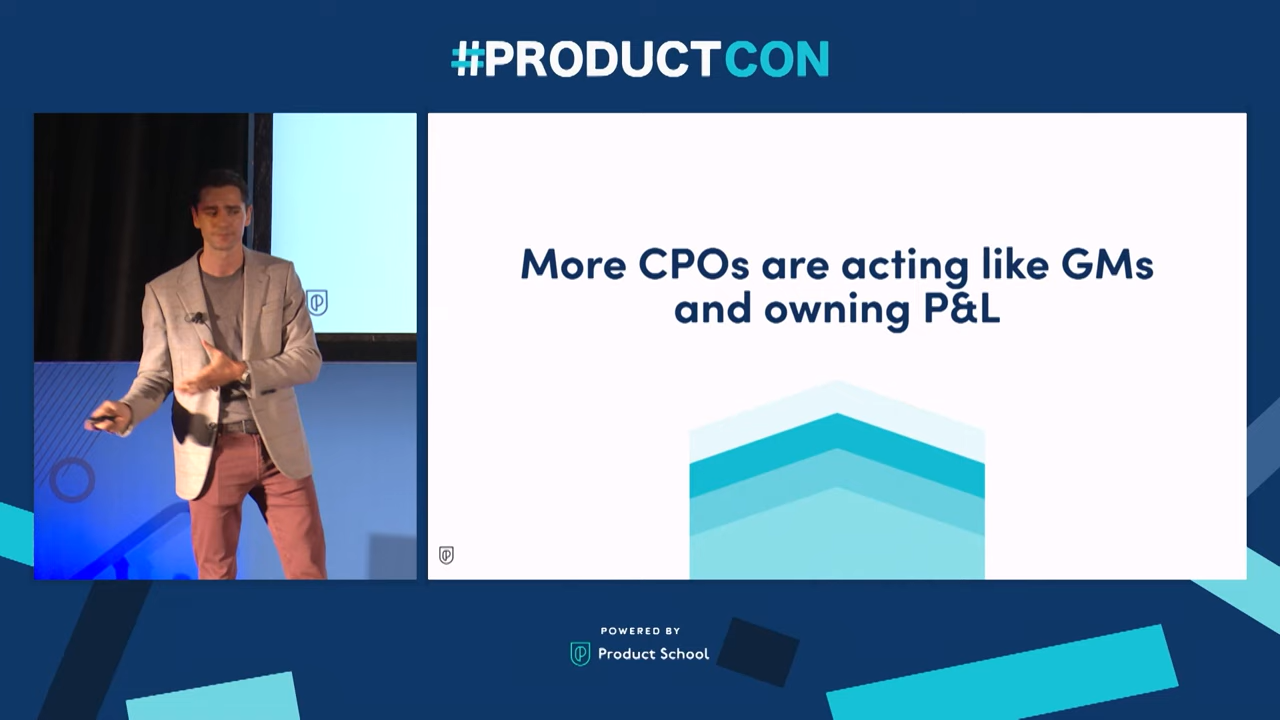 #PRODUCTCON
More CPOs are acting like GMs
and owning P&L
POWERED BY
Product School